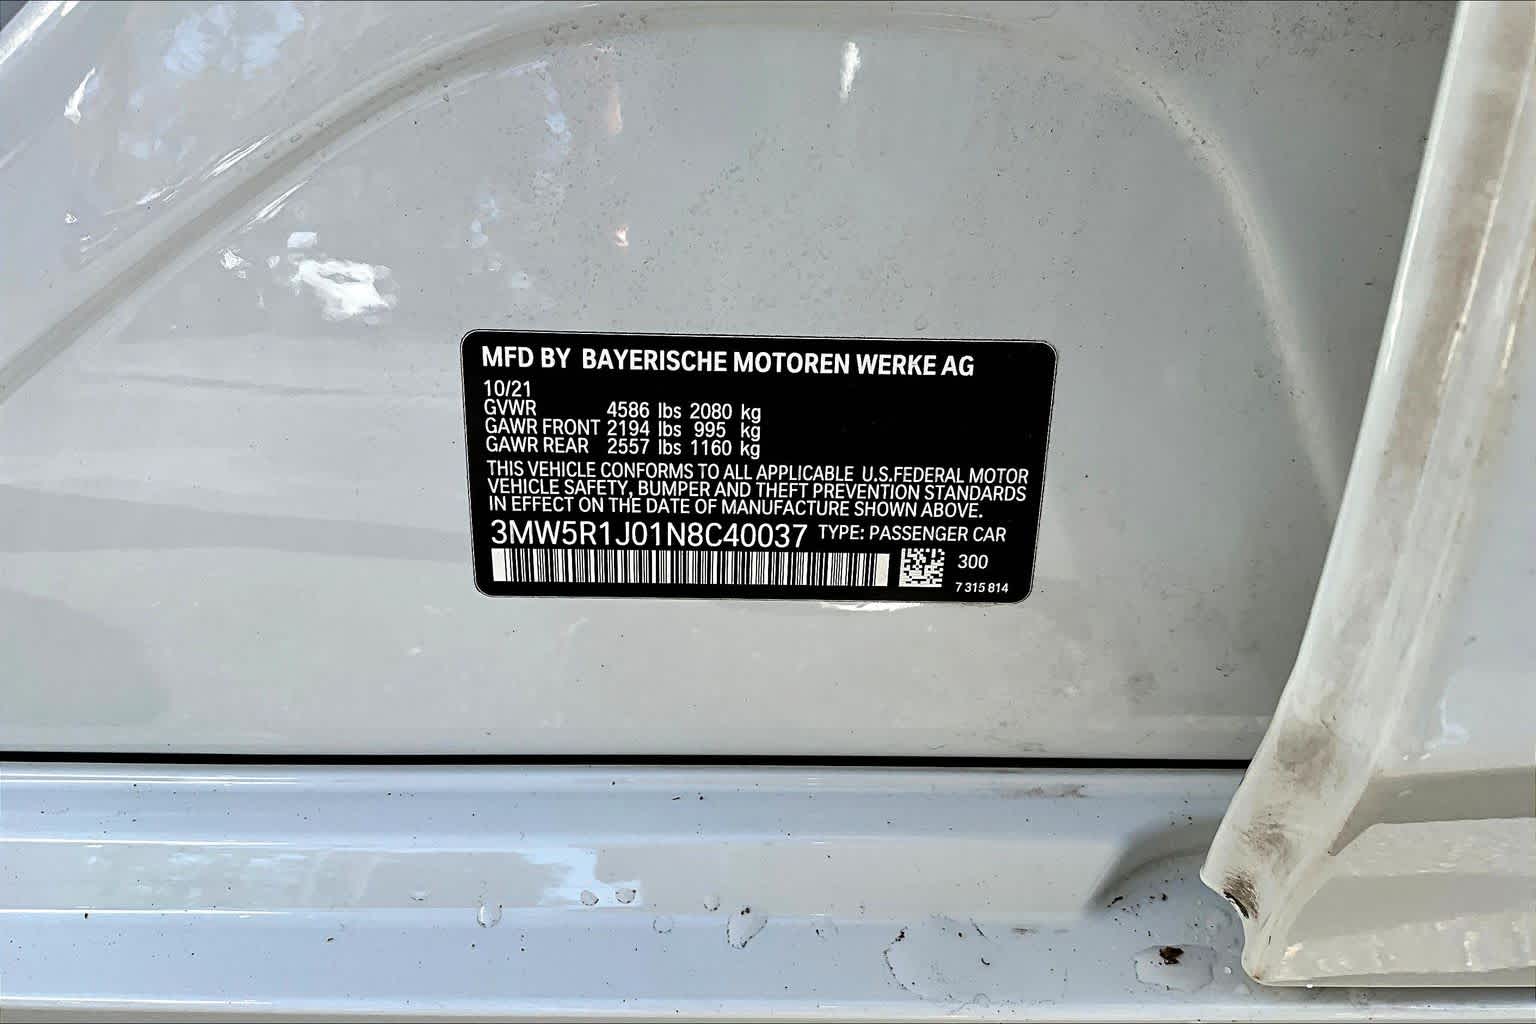 MFD BY BAYERISCHE MOTOREN WERKE AG
10/21
GVWR 4586 lbs 2080 kg
GAWR FRONT 2194 lbs 995 kg
GAWR REAR 2557 lbs 1160 kg
THIS VEHICLE CONFORMS TO ALL APPLICABLE U.S.FEDERAL MOTOR
VEHICLE SAFETY, BUMPER AND THEFT PREVENTION STANDARDS
IN EFFECT ON THE DATE OF MANUFACTURE SHOWN ABOVE.
3MW5R1J01N8C40037 TYPE: PASSENGER CAR
300
7 315 814